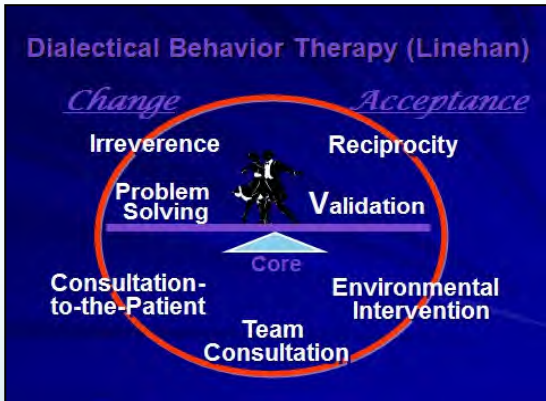 Dialectical Behavior Therapy (Linehan)
Change Acceptance
Irreverence Reciprocity
Problem
Solving
Validation
Core
Consultation-
to-the-Patient
Environmental
Intervention
Team
Consultation